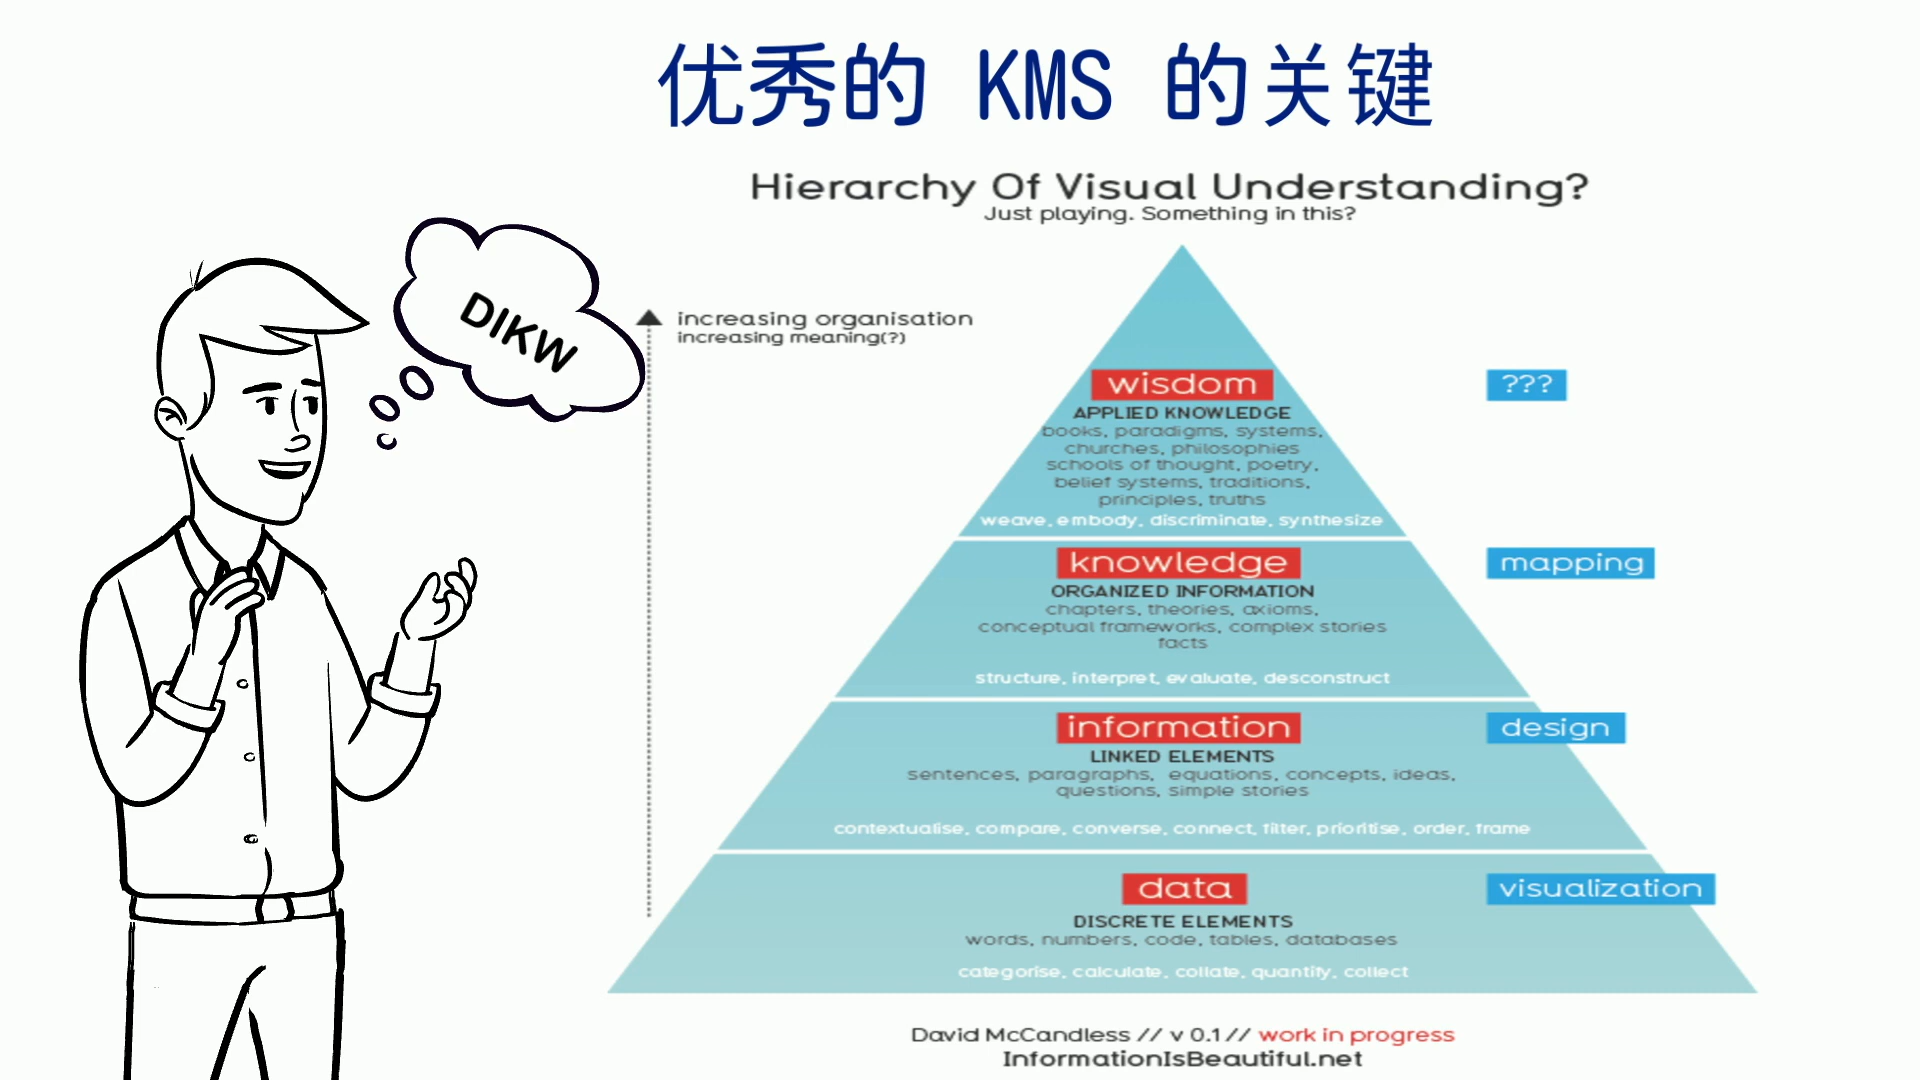 优秀的 KMS 的关键
Hierarchy Of Visual Understanding?
Just playing. Something in this?
DIKW
increasing organisation
increasing meaning(?)
wisdom
???
APPLIED KNOWLEDGE
books, paradigms, systems,
churches, philosophies
schools of thought, poetry,
belief systems, traditions,
principles, truths
weave, embody, discriminate, synthesize
knowledge
mapping
ORGANIZED INFORMATION
chapters, theories, axioms,
conceptual frameworks, complex stories
facts
structure, interpret, evaluate, desconstruct
information
design
LINKED ELEMENTS
sentences, paragraphs, equations, concepts, ideas,
questions, simple stories
contextualise, compare, converse, connect, filter, prioritise, order, frame
data
visualization
DISCRETE ELEMENTS
words, numbers, code, tables, databases
categorise, calculate, collate, quantify, collect
David McCandless // v 0.1 // work in progress
InformationIsBeautiful.net